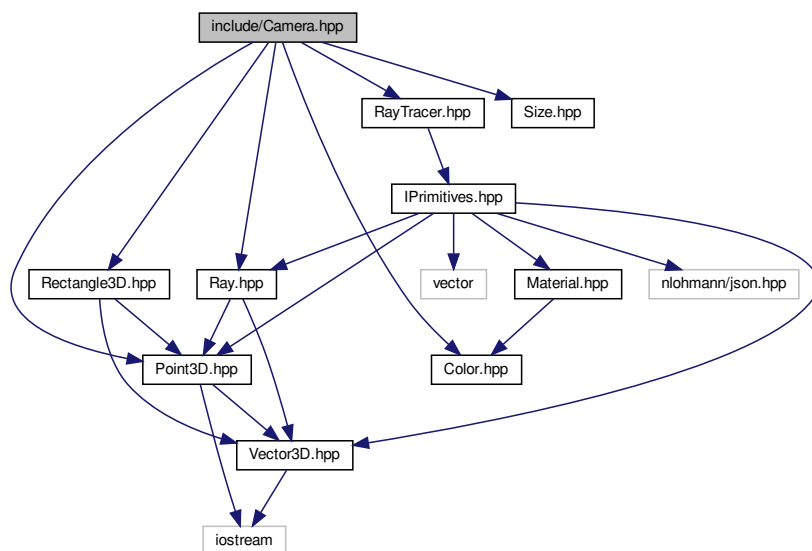 include/Camera.hpp
RayTracer.hpp
Size.hpp
IPrimitives.hpp
Rectangle3D.hpp
Ray.hpp
vector
Material.hpp
nlohmann/json.hpp
Point3D.hpp
Color.hpp
Vector3D.hpp
iostream